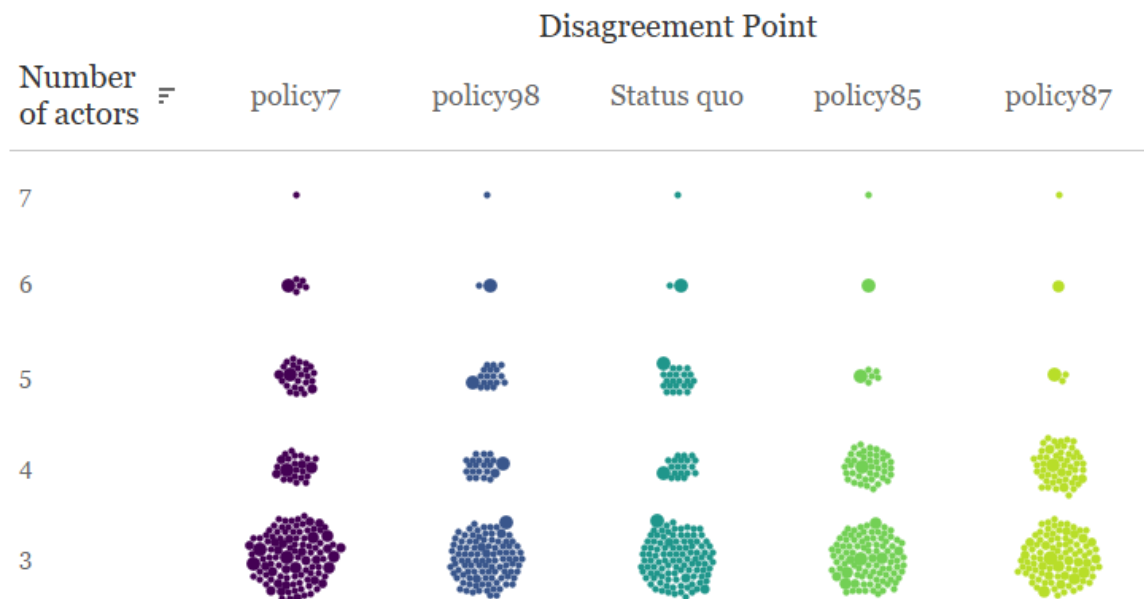 Disagreement Point
Number
of actors
policy7 policy98 Status quo policy85 policy87
7
6
5
4
3